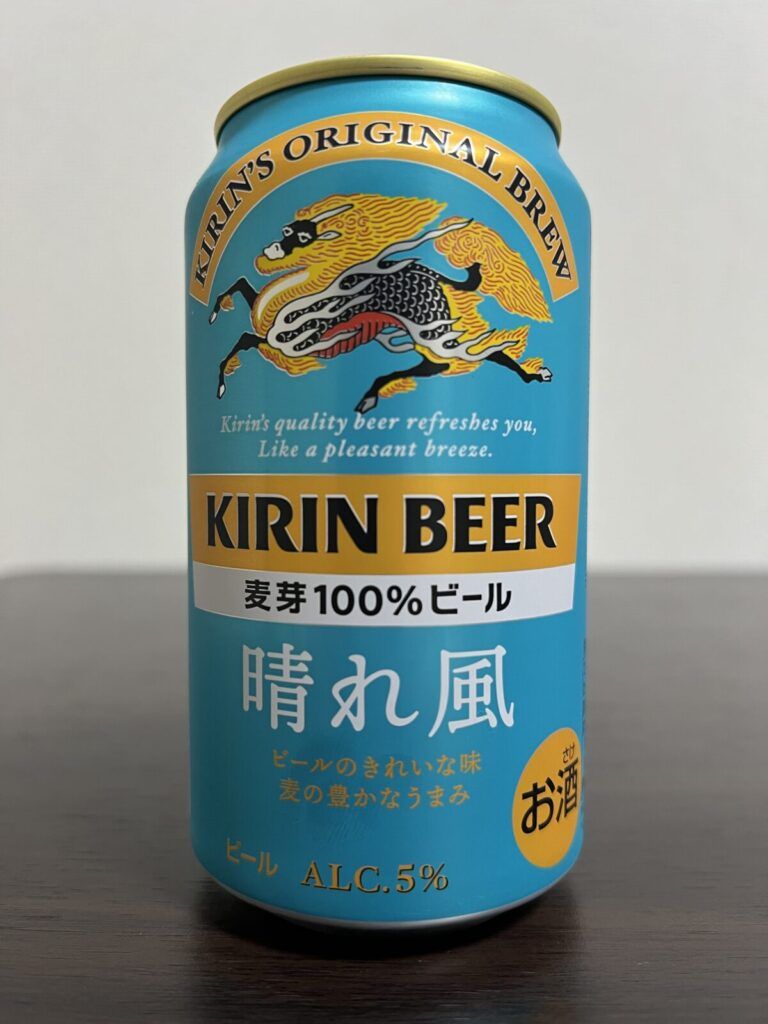 KIRIN'S ORIGINAL BREW
Kirin's quality beer refreshes you,
Like a pleasant breeze.
KIRIN BEER
麦芽100%ビール
晴れ風
ビールのきれいな味
麦の豊かなうまみ
さけ
お酒
ビール ALC.5%